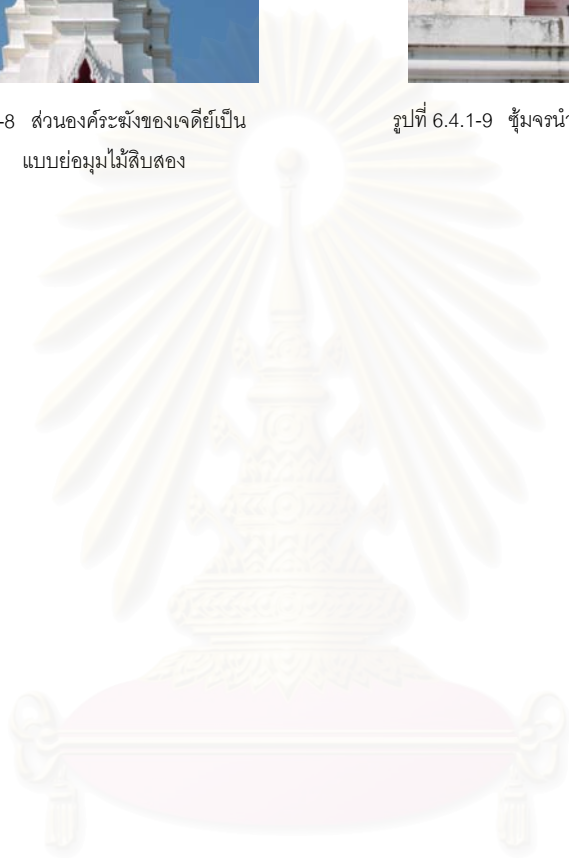 -8 ส่วนองค์ระฆังของเจดีย์เป็น
แบบย่อมุมไม้สิบสอง
รูปที่ 6.4.1-9 ซุ้มจรนำ